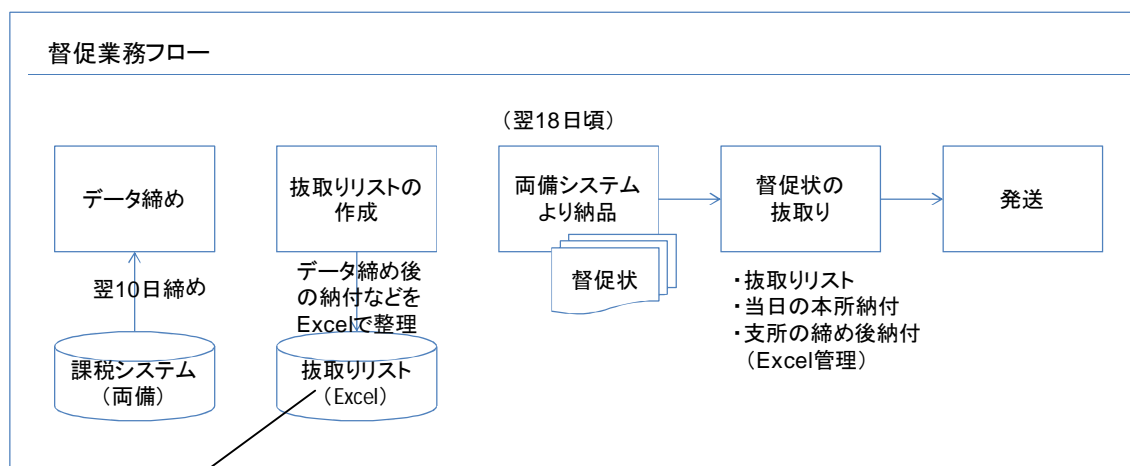 督促業務フロー
（翌18日頃）
データ締め
抜取りリストの
作成
両備システム
より納品
督促状の
抜取り
発送
翌10日締め
データ締め後
の納付などを
Excelで整理
督促状
・抜取りリスト
・当日の本所納付
・支所の締め後納付
（Excel管理）
課税システム
（両備）
抜取りリスト
（Excel）